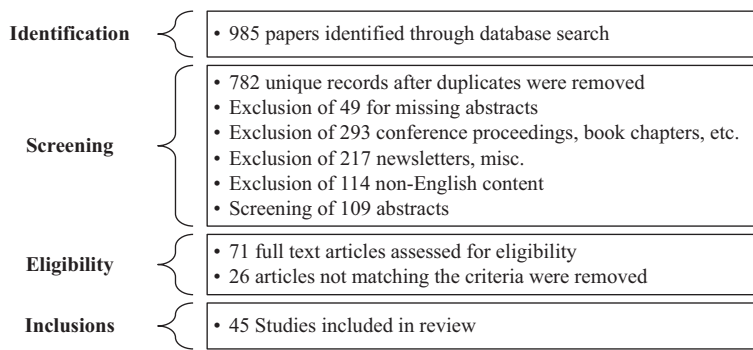 Identification
• 985 papers identified through database search
Screening
• 782 unique records after duplicates were removed
• Exclusion of 49 for missing abstracts
• Exclusion of 293 conference proceedings, book chapters, etc.
• Exclusion of 217 newsletters, misc.
• Exclusion of 114 non-English content
• Screening of 109 abstracts
Eligibility
• 71 full text articles assessed for eligibility
• 26 articles not matching the criteria were removed
Inclusions
• 45 Studies included in review